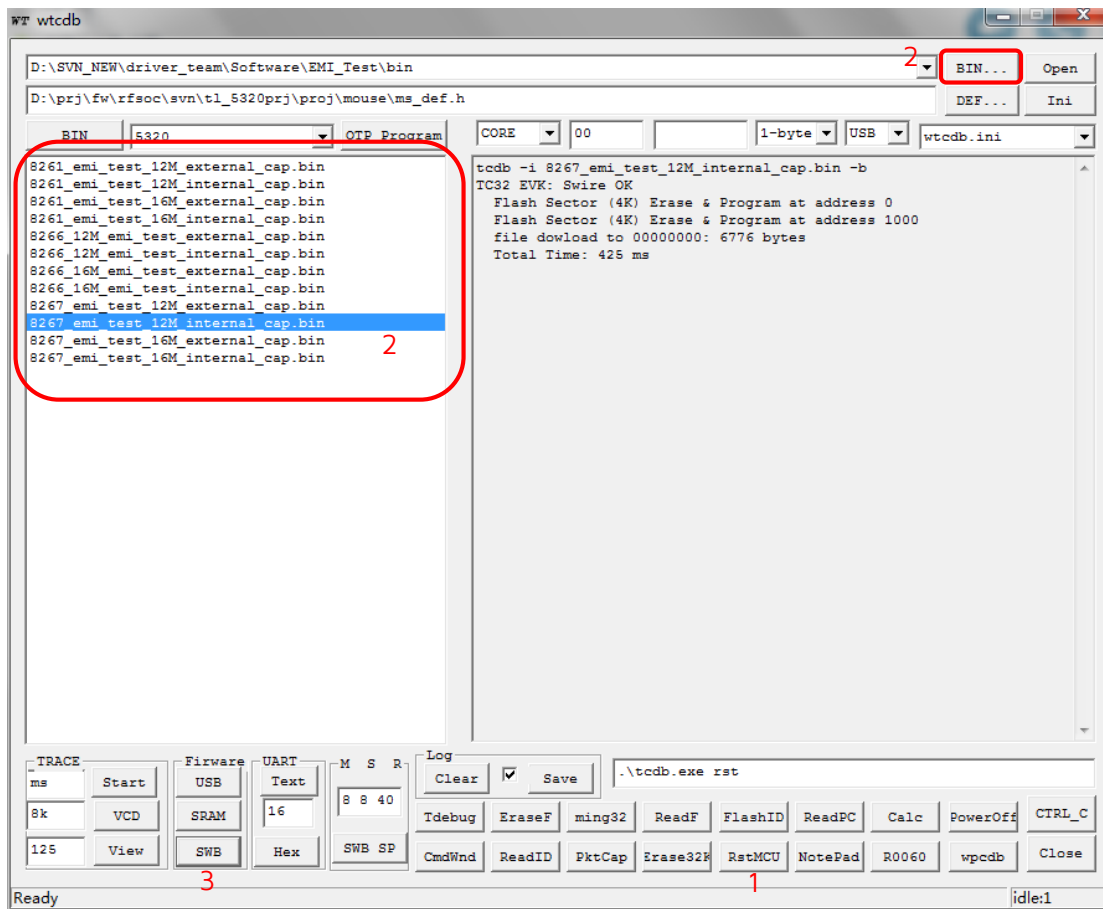 WT wtcdb
D:\SVN_NEW\driver_team\Software\EMI_Test\bin
2
BIN...
Open
D:\prj\fw\rfsoc\svn\tl_5320prj\proj\mouse\ms_def.h
DEF...
Ini
BIN
5320
OTP Program
CORE
00
1-byte
USB
wtcdb.ini
8261_emi_test_12M_external_cap.bin
8261_emi_test_12M_internal_cap.bin
8261_emi_test_16M_external_cap.bin
8261_emi_test_16M_internal_cap.bin
8266_12M_emi_test_external_cap.bin
8266_12M_emi_test_internal_cap.bin
8266_16M_emi_test_external_cap.bin
8266_16M_emi_test_internal_cap.bin
8267_emi_test_12M_external_cap.bin
8267_emi_test_12M_internal_cap.bin
8267_emi_test_16M_external_cap.bin
8267_emi_test_16M_internal_cap.bin
2
tcdb -i 8267_emi_test_12M_internal_cap.bin -b
TC32 EVK: Swire OK
Flash Sector (4K) Erase & Program at address 0
Flash Sector (4K) Erase & Program at address 1000
file dowload to 00000000: 6776 bytes
Total Time: 425 ms
TRACE
ms
Start
8k
VCD
125
View
Firware
USB
SRAM
SWB
3
UART
Text
16
Hex
M S R
8 8 40
SWB SP
Log
Clear
Save
.\tcdb.exe rst
Tdebug
EraseF
ming32
ReadF
FlashID
ReadPC
Calc
PowerOff
CTRL_C
CmdWnd
ReadID
PktCap
Erase32K
RstMCU
NotePad
R0060
wpcdb
Close
1
Ready
idle:1